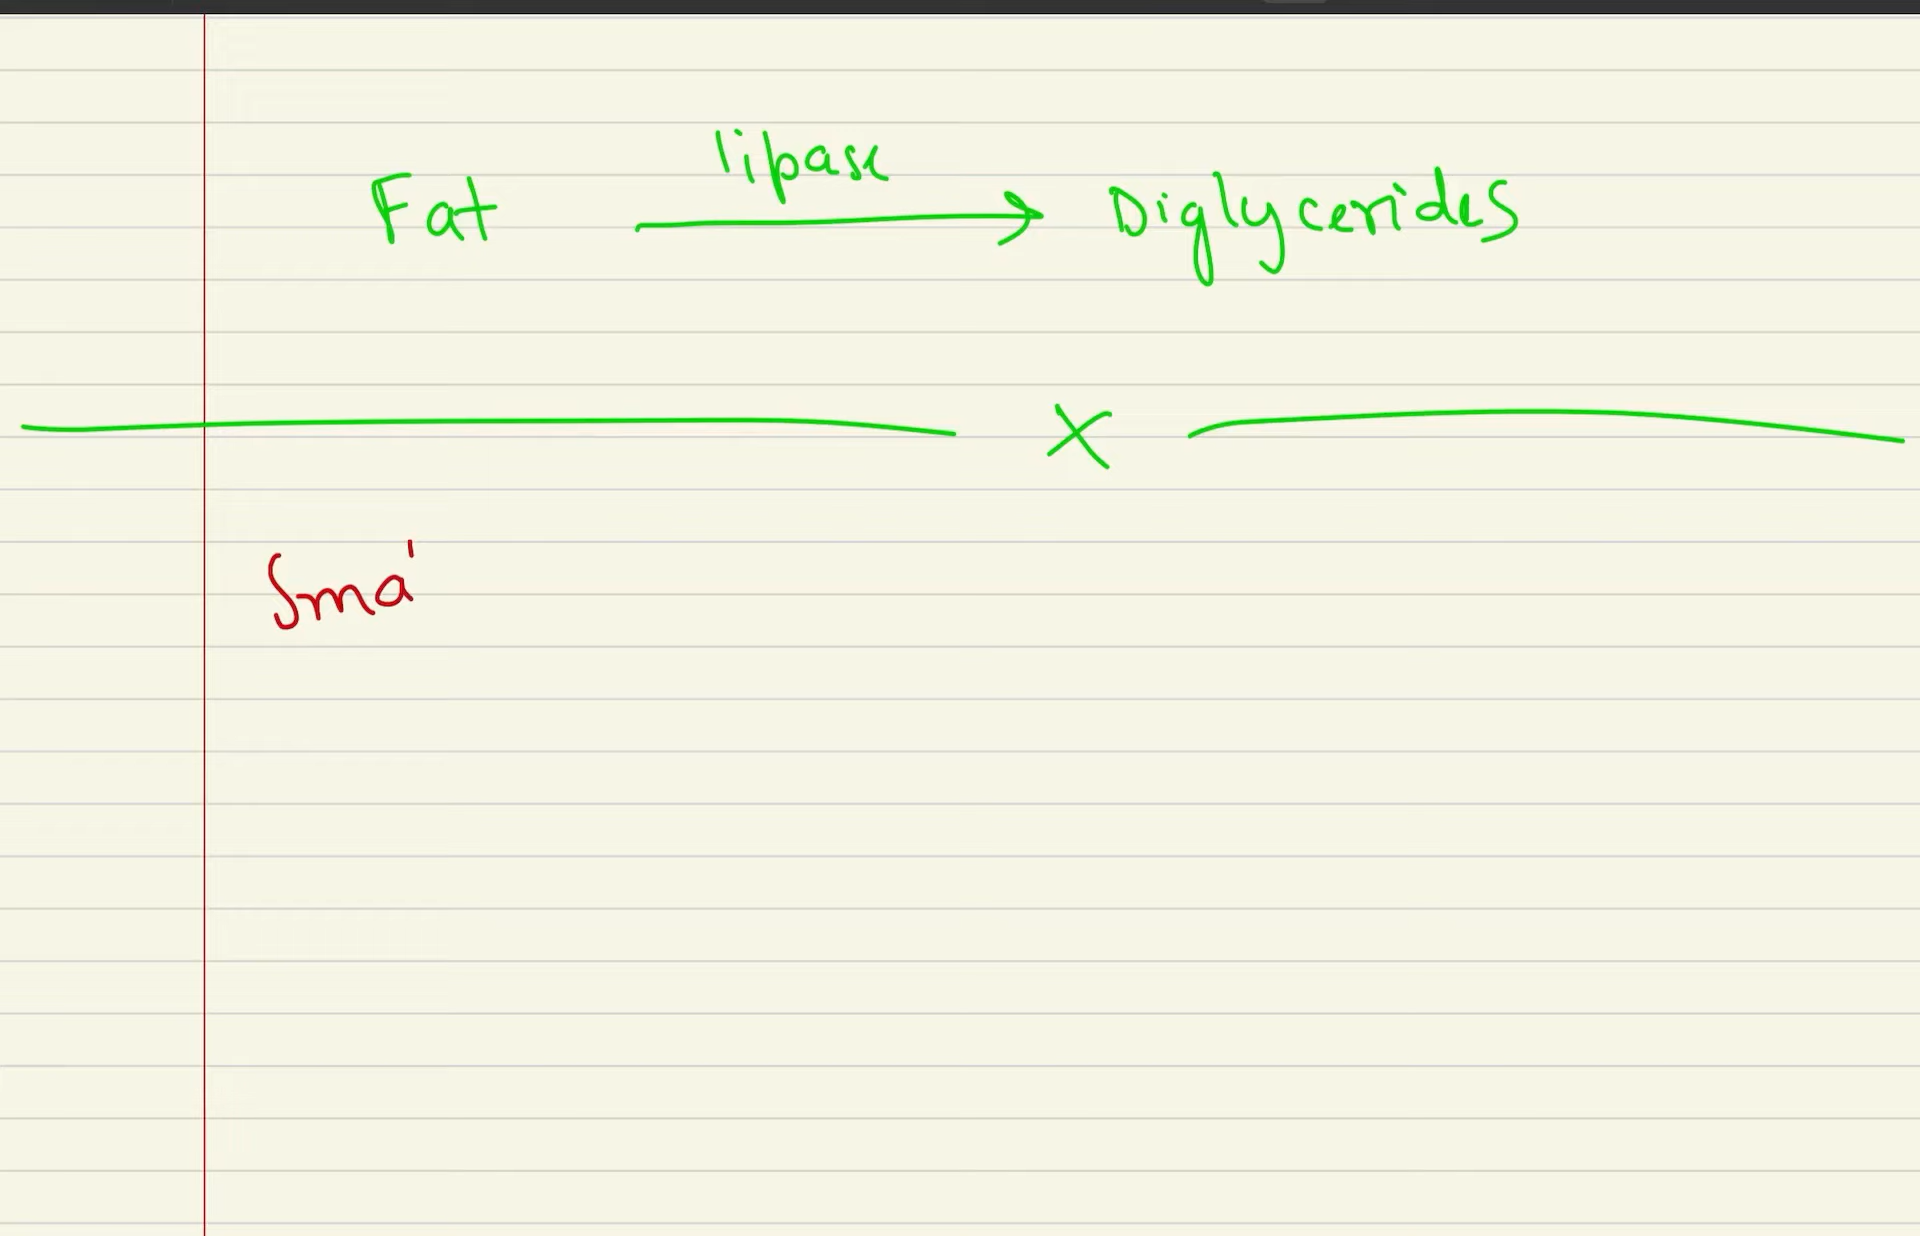 Fat lipase → Diglycerides
X
Sma